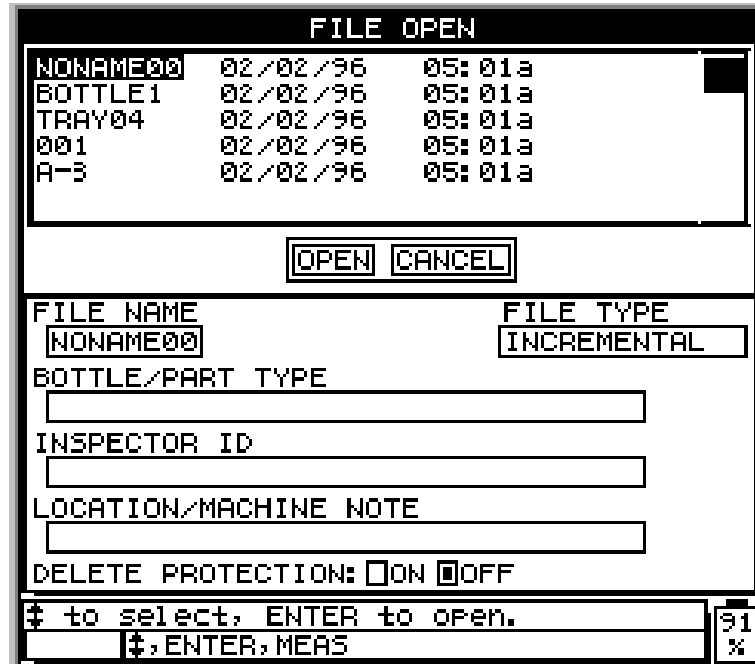 FILE OPEN
NONAME00 02/02/96 05:01a
BOTTLE1 02/02/96 05:01a
TRAY04 02/02/96 05:01a
001 02/02/96 05:01a
A-3 02/02/96 05:01a
OPEN CANCEL
FILE NAME FILE TYPE
NONAME00 INCREMENTAL
BOTTLE/PART TYPE
INSPECTOR ID
LOCATION/MACHINE NOTE
DELETE PROTECTION: ON OFF
↕ to select, ENTER to open.
↕,ENTER,MEAS
91
%